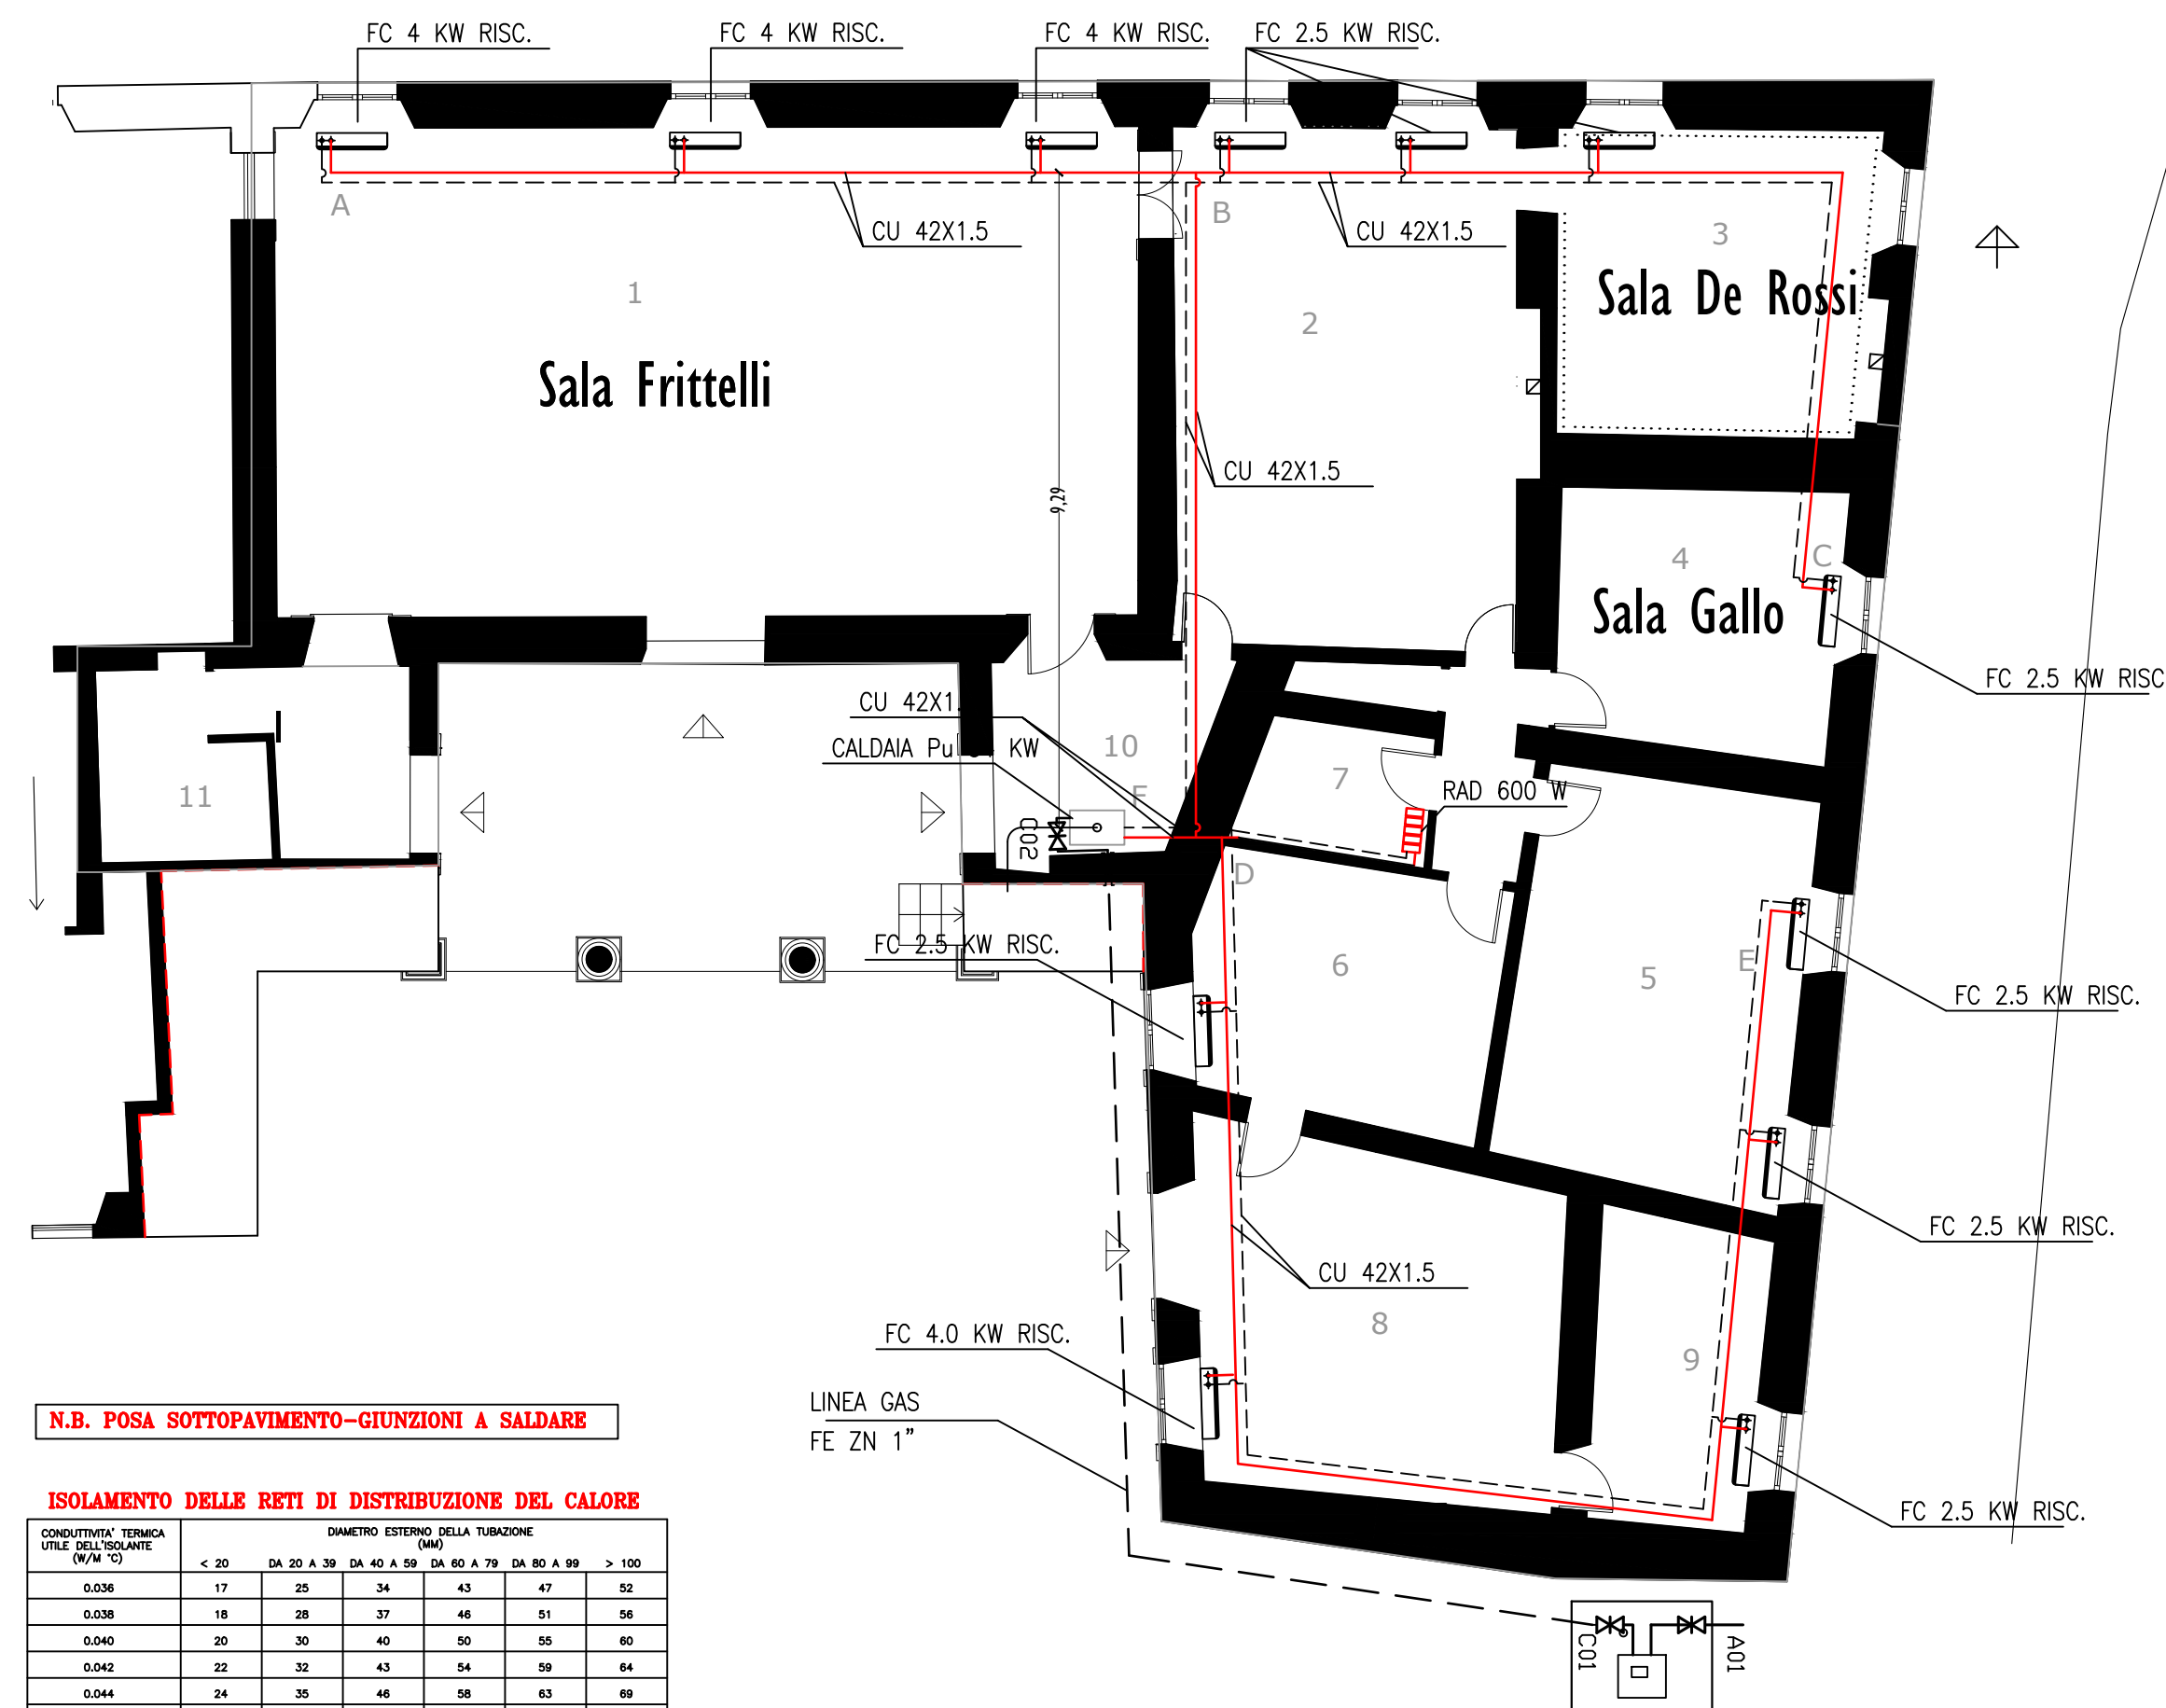 FC 4 KW RISC.
FC 4 KW RISC.
FC 4 KW RISC.
FC 2.5 KW RISC.
A
B
CU 42X1.5
CU 42X1.5
3
Sala De Rossi
1
2
Sala Frittelli
CU 42X1.5
9,29
4
C
Sala Gallo
FC 2.5 KW RISC
CU 42X1.
CALDAIA Pu KW
10
F
7
RAD 600 W
11
C02
D
FC 2.5 KW RISC.
6
5
E
FC 2.5 KW RISC.
FC 2.5 KW RISC.
CU 42X1.5
8
FC 4.0 KW RISC.
9
LINEA GAS
FE ZN 1"
N.B. POSA SOTTOPAVIMENTO-GIUNZIONI A SALDARE
FC 2.5 KW RISC.
ISOLAMENTO DELLE RETI DI DISTRIBUZIONE DEL CALORE
CONDUTTIVITA' TERMICA
UTILE DELL'ISOLANTE
(W/M °C)
DIAMETRO ESTERNO DELLA TUBAZIONE
(MM)
< 20 DA 20 A 39 DA 40 A 59 DA 60 A 79 DA 80 A 99 > 100
0.036 17 25 34 43 47 52
0.038 18 28 37 46 51 56
0.040 20 30 40 50 55 60
0.042 22 32 43 54 59 64
0.044 24 35 46 58 63 69
C01
A01